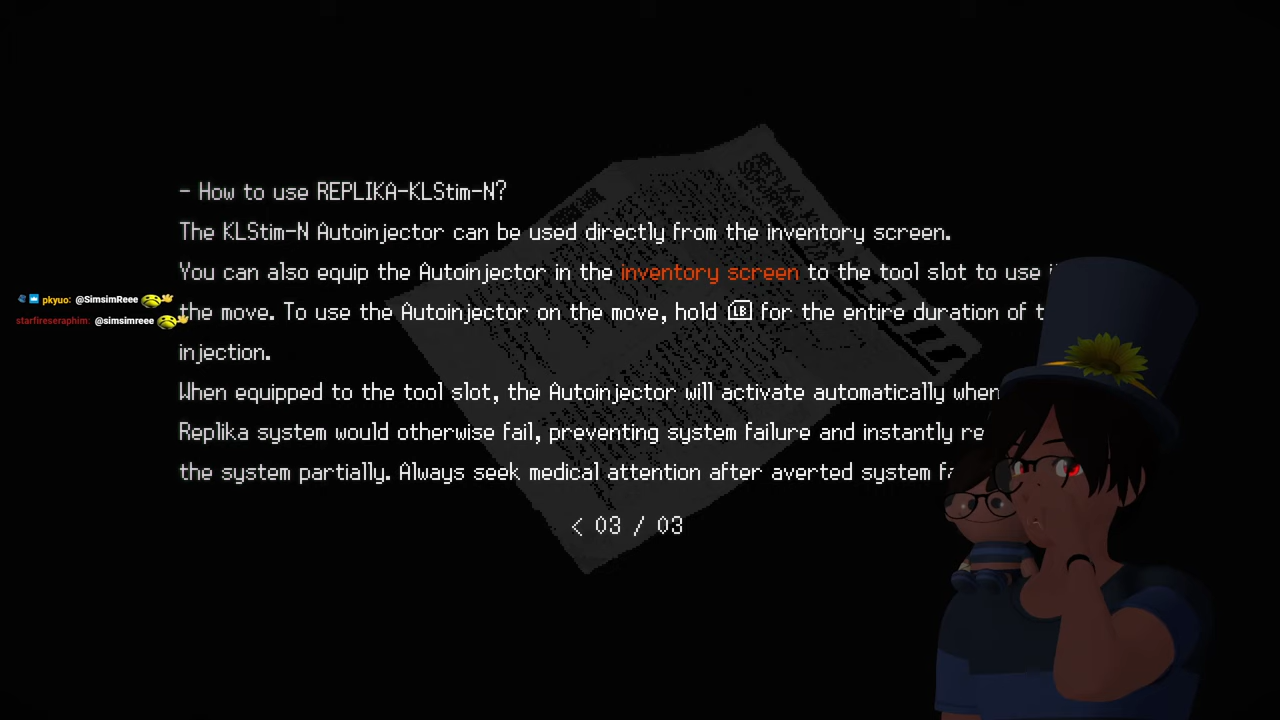 - How to use REPLIKA-KLStim-N?
The KLStim-N Autoinjector can be used directly from the inventory screen.
You can also equip the Autoinjector in the inventory screen to the tool slot to use
pkyuo: @SimsimReee
the move. To use the Autoinjector on the move, hold LB for the entire duration of
starfireseraphim: @simsimreee
injection.
When equipped to the tool slot, the Autoinjector will activate automatically when
Replika system would otherwise fail, preventing system failure and instantly
the system partially. Always seek medical attention after averted system
< 03 / 03